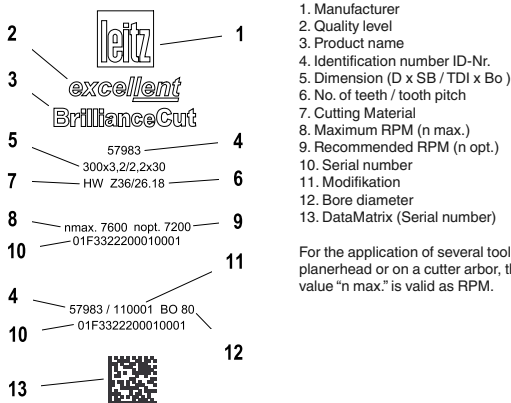 leitz
1
2
excellent
3
BrillianceCut
57983
4
5
300x3,2/2,2x30
7
HW Z36/26.18
6
8
nmax. 7600 nopt. 7200
9
10
01F3322200010001
11
4
57983 / 110001 BO 80
10
01F3322200010001
12
13
1. Manufacturer
2. Quality level
3. Product name
4. Identification number ID-Nr.
5. Dimension (D x SB / TDI x Bo )
6. No. of teeth / tooth pitch
7. Cutting Material
8. Maximum RPM (n max.)
9. Recommended RPM (n opt.)
10. Serial number
11. Modifikation
12. Bore diameter
13. DataMatrix (Serial number)
For the application of several tool
planerhead or on a cutter arbor, t
value “n max.” is valid as RPM.